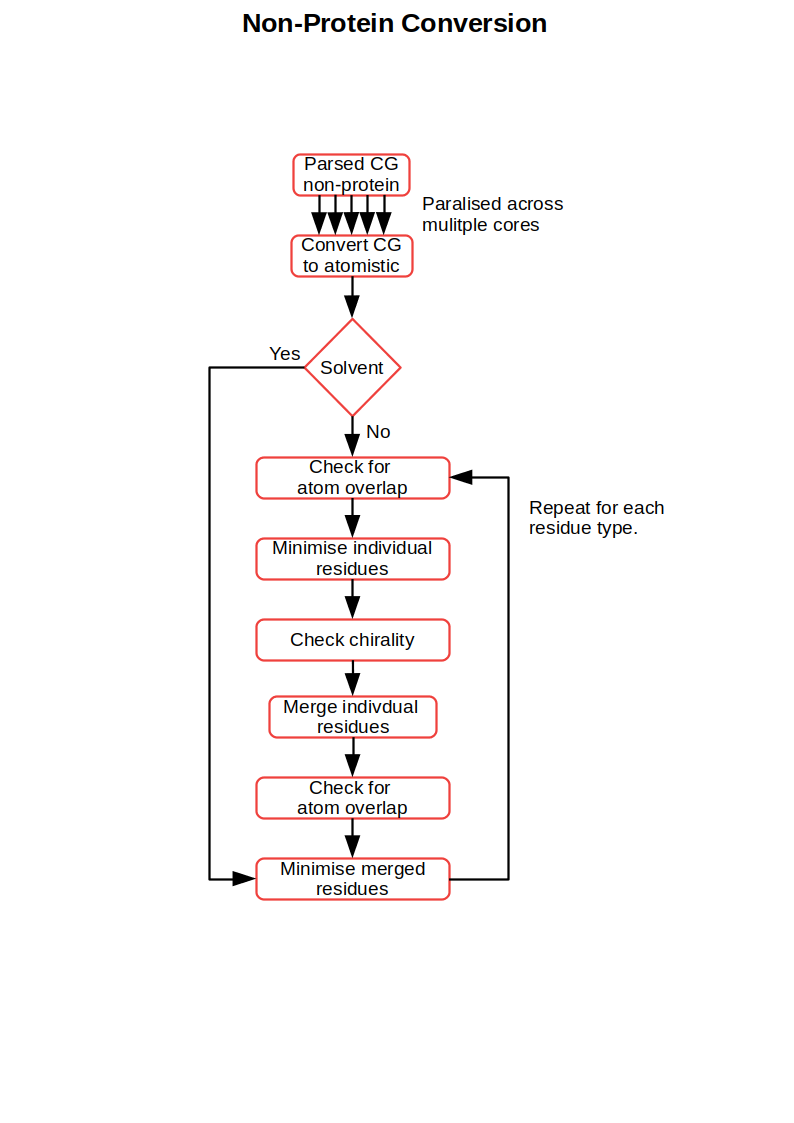 Non-Protein Conversion
Parsed CG
non-protein
Paralised across
mulitple cores
Convert CG
to atomistic
Yes
Solvent
No
Check for
atom overlap
Repeat for each
residue type.
Minimise individual
residues
Check chirality
Merge indivdual
residues
Check for
atom overlap
Minimise merged
residues